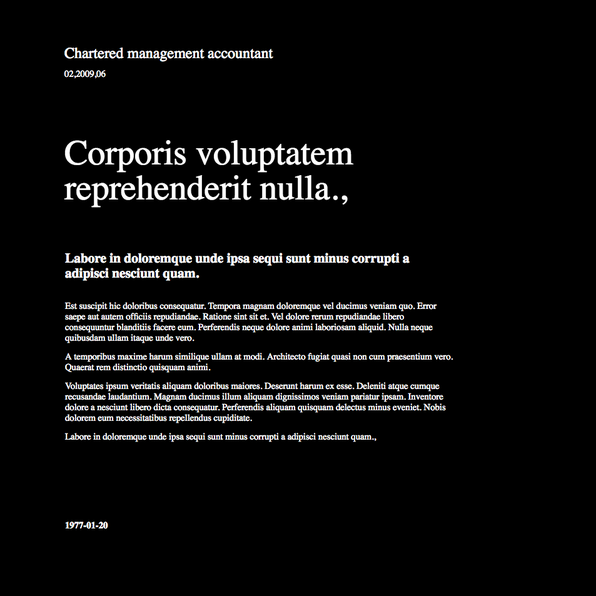 Chartered management accountant
02,2009,06
Corporis voluptatem
reprehenderit nulla.,
Labore in doloremque unde ipsa sequi sunt minus corrupti a
adipisci nesciunt quam.
Est suscipit hic doloribus consequatur. Tempora magnam doloremque vel ducimus veniam quo. Error
saepe aut autem officiis repudiandae. Ratione sint sit et. Vel dolore rerum repudiandae libero
consequuntur blanditiis facere eum. Perferendis neque dolore animi laboriosam aliquid. Nulla neque
quibusdam ullam itaque unde vero.
A temporibus maxime harum similique ullam at modi. Architecto fugiat quasi non cum praesentium vero.
Quaerat rem distinctio quisquam animi.
Voluptates ipsum veritatis aliquam doloribus maiores. Deserunt harum ex esse. Deleniti atque cumque
recusandae laudantium. Magnam ducimus illum aliquam dignissimos veniam pariatur ipsam. Inventore
dolore a nesciunt libero dicta consequatur. Perferendis aliquam quisquam delectus minus eveniet. Nobis
dolorem eum necessitatibus repellendus cupiditate.
Labore in doloremque unde ipsa sequi sunt minus corrupti a adipisci nesciunt quam.,
1977-01-20